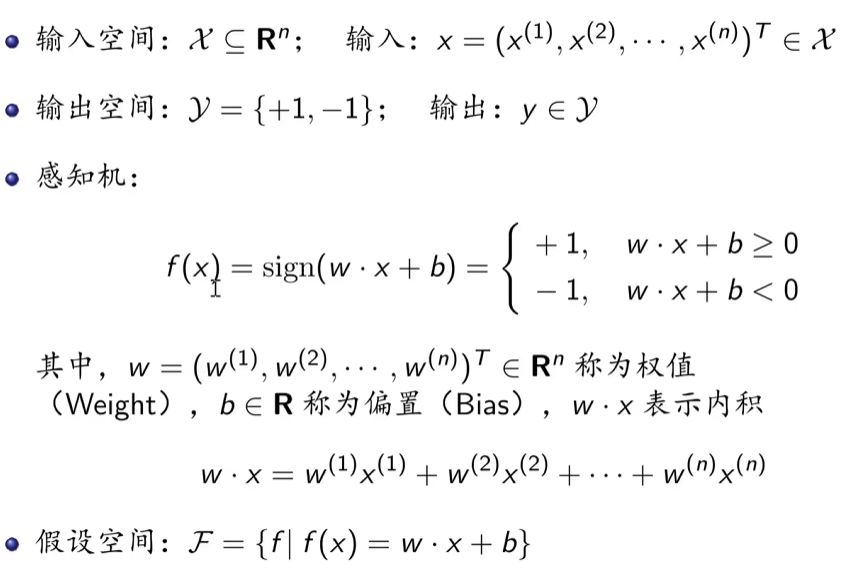 输入空间：𝒳 ⊆ 𝐑ⁿ； 输入：x = (x⁽¹⁾, x⁽²⁾, ⋯ , x⁽ⁿ⁾)ᵀ ∈ 𝒳
输出空间：𝒴 = {+1, −1}； 输出：y ∈ 𝒴
感知机：
f(x) = sign(w · x + b) = { +1, w · x + b ≥ 0
− 1, w · x + b < 0
其中，w = (w⁽¹⁾, w⁽²⁾, ⋯ , w⁽ⁿ⁾)ᵀ ∈ 𝐑ⁿ 称为权值
（Weight），b ∈ 𝐑 称为偏置（Bias），w · x 表示内积
w · x = w⁽¹⁾x⁽¹⁾ + w⁽²⁾x⁽²⁾ + ⋯ + w⁽ⁿ⁾x⁽ⁿ⁾
假设空间：ℱ = {f| f(x) = w · x + b}